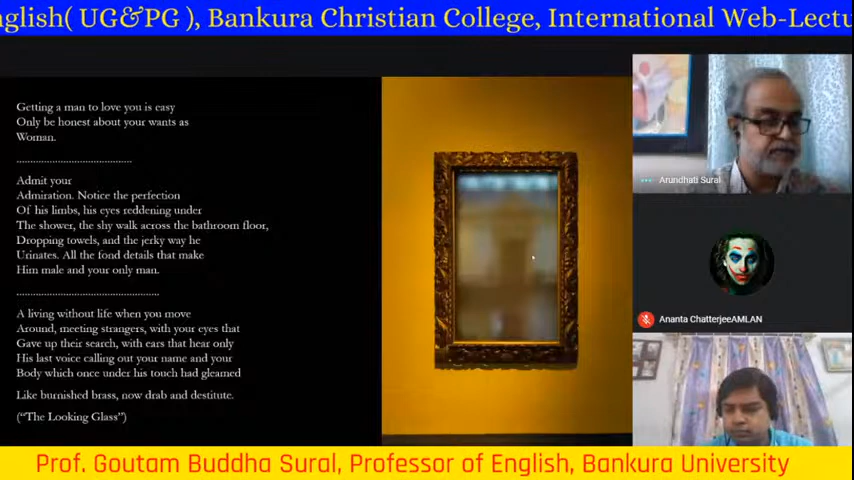 glish( UG&PG ), Bankura Christian College, International Web-Lectu
Getting a man to love you is easy
Only be honest about your wants as
Woman.
..........................................
Admit your
Admiration. Notice the perfection
Of his limbs, his eyes reddening under
The shower, the shy walk across the bathroom floor,
Dropping towels, and the jerky way he
Urinates. All the fond details that make
Him male and your only man.
....................................................
A living without life when you move
Around, meeting strangers, with your eyes that
Gave up their search, with ears that hear only
His last voice calling out your name and your
Body which once under his touch had gleamed
Like burnished brass, now drab and destitute.
("The Looking Glass")
Arundhati Sural
Ananta ChatterjeeAMLAN
Prof. Goutam Buddha Sural, Professor of English, Bankura University